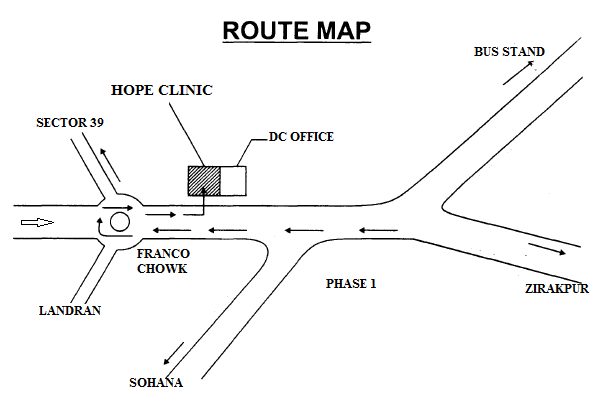 ROUTE MAP
BUS STAND
HOPE CLINIC
SECTOR 39
DC OFFICE
FRANCO
CHOWK
PHASE 1
ZIRAKPUR
LANDRAN
SOHANA